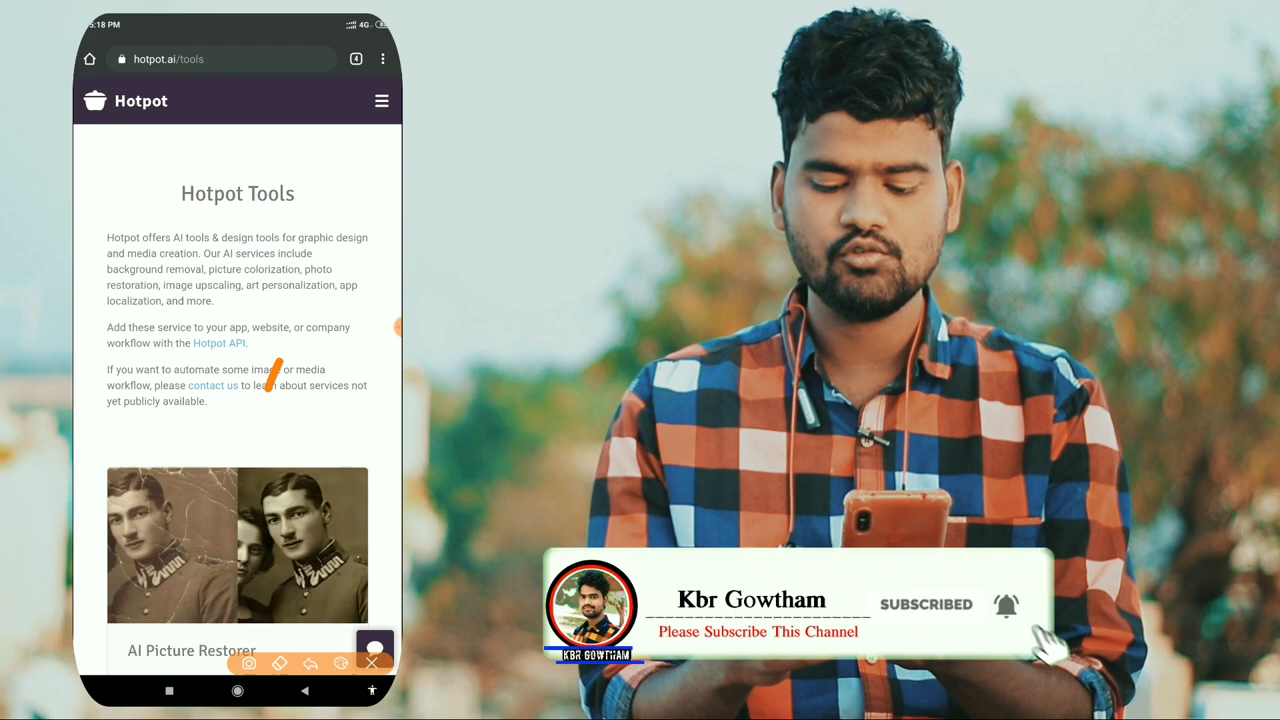 5:18 PM
4G
hotpot.ai/tools
4
Hotpot
Hotpot Tools
Hotpot offers AI tools & design tools for graphic design
and media creation. Our AI services include
background removal, picture colorization, photo
restoration, image upscaling, art personalization, app
localization, and more.
Add these service to your app, website, or company
workflow with the Hotpot API.
If you want to automate some image or media
workflow, please contact us to learn about services not
yet publicly available.
AI Picture Restorer
Kbr Gowtham
Please Subscribe This Channel
SUBSCRIBED
KBR GOWTHAM